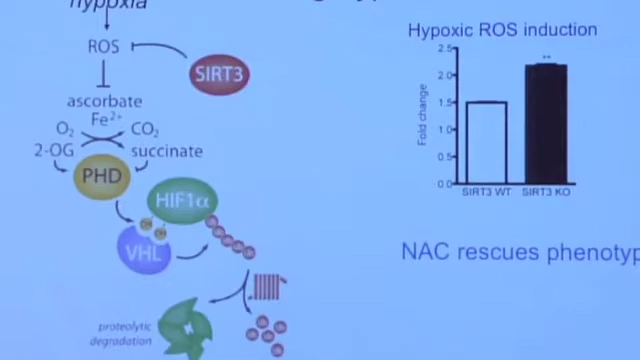 hypoxia
ROS
SIRT3
ascorbate
Fe2+
O2 CO2
2-OG succinate
PHD
HIF1α
OH OH
VHL
proteolytic
degradation
Hypoxic ROS induction
Fold change
2.5
2.0
1.5
1.0
0.5
0.0
**
SIRT3 WT SIRT3 KO
NAC rescues phenotyp